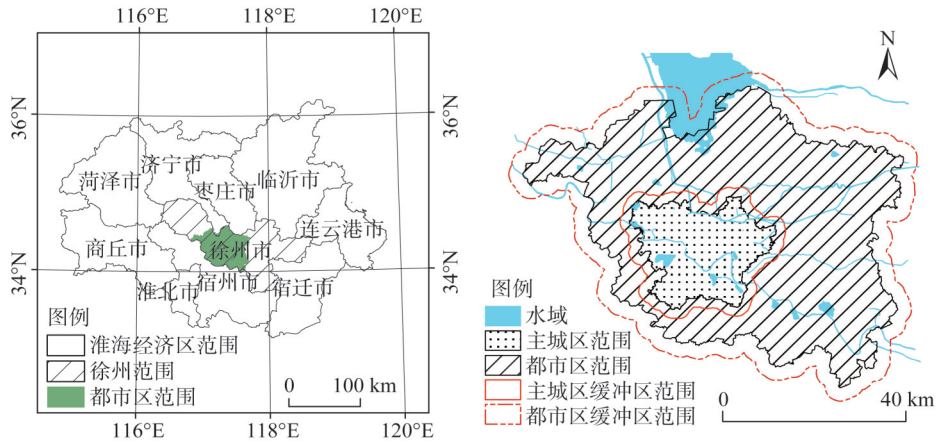 116°E
118°E
120°E
36°N
36°N
34°N
34°N
济宁市
菏泽市
枣庄市
临沂市
连云港市
商丘市
徐州市
宿州市
淮北市
宿迁市
图例
淮海经济区范围
徐州范围
都市区范围
0 100 km
116°E
118°E
120°E
N
图例
水域
主城区范围
都市区范围
主城区缓冲区范围
都市区缓冲区范围
0 40 km